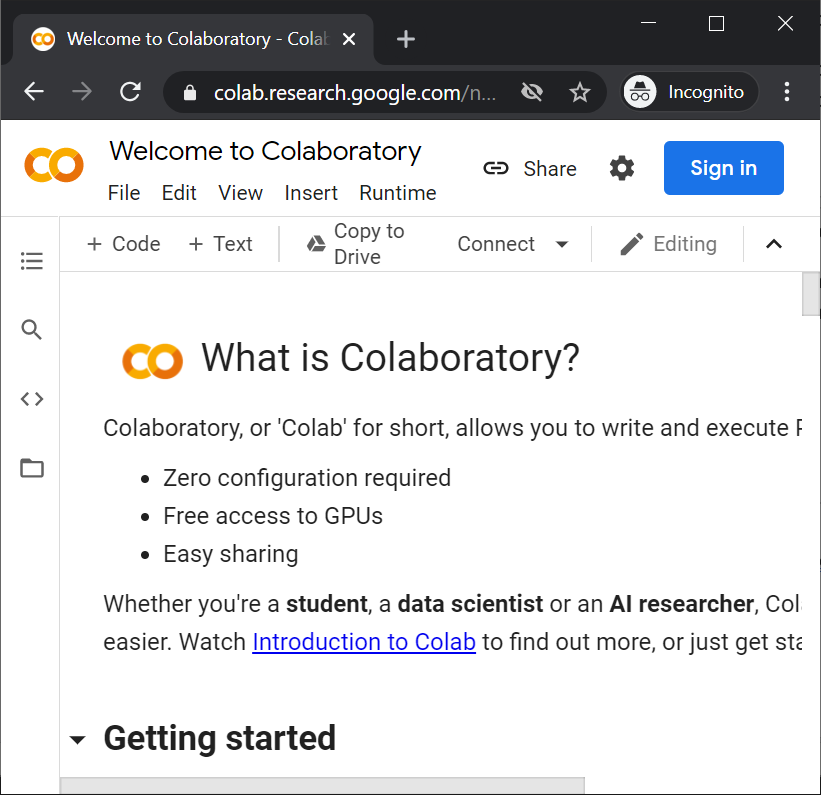 Welcome to Colaboratory - Colab
colab.research.google.com/n...
Incognito
Welcome to Colaboratory
Share
Sign in
File Edit View Insert Runtime
+ Code + Text Copy to Drive Connect Editing
What is Colaboratory?
Colaboratory, or 'Colab' for short, allows you to write and execute
• Zero configuration required
• Free access to GPUs
• Easy sharing
Whether you're a student, a data scientist or an AI researcher,
easier. Watch Introduction to Colab to find out more, or just get
Getting started